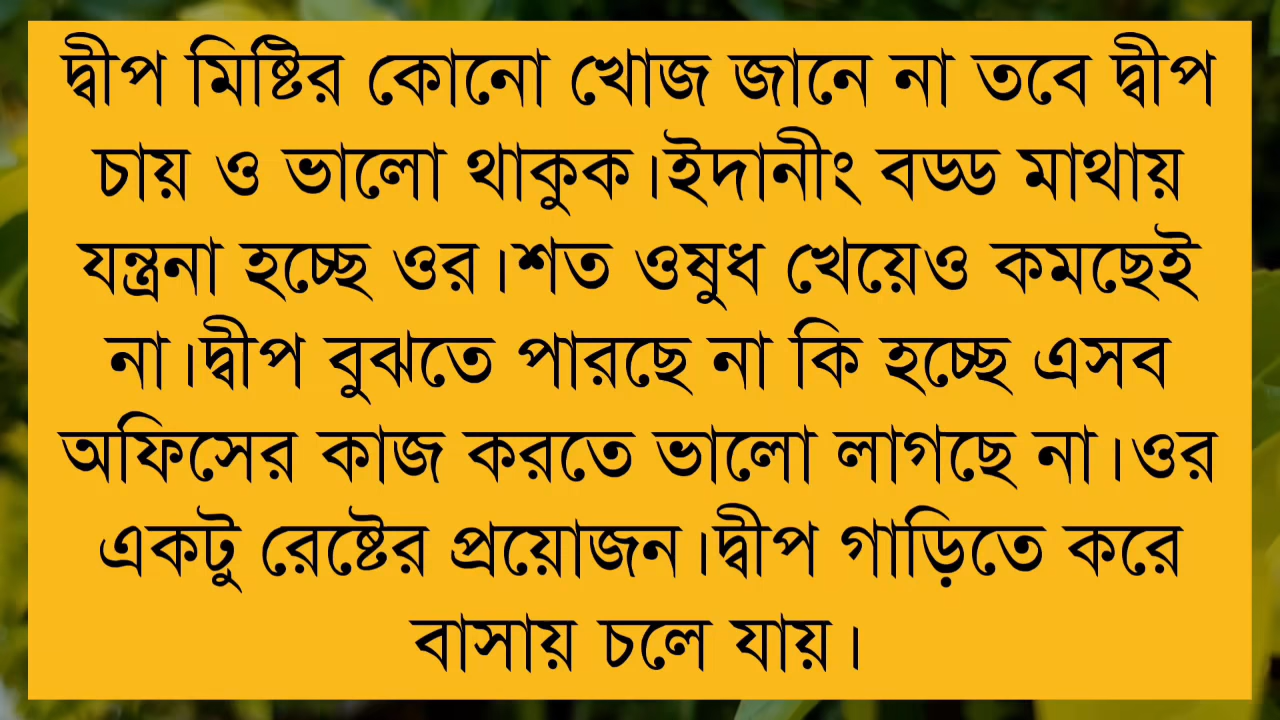 দ্বীপ মিষ্টির কোনো খোজ জানে না তবে দ্বীপ
চায় ও ভালো থাকুক।ইদানীং বড্ড মাথায়
যন্ত্রনা হচ্ছে ওর।শত ওষুধ খেয়েও কমছেই
না।দ্বীপ বুঝতে পারছে না কি হচ্ছে এসব
অফিসের কাজ করতে ভালো লাগছে না।ওর
একটু রেষ্টের প্রয়োজন।দ্বীপ গাড়িতে করে
বাসায় চলে যায়।